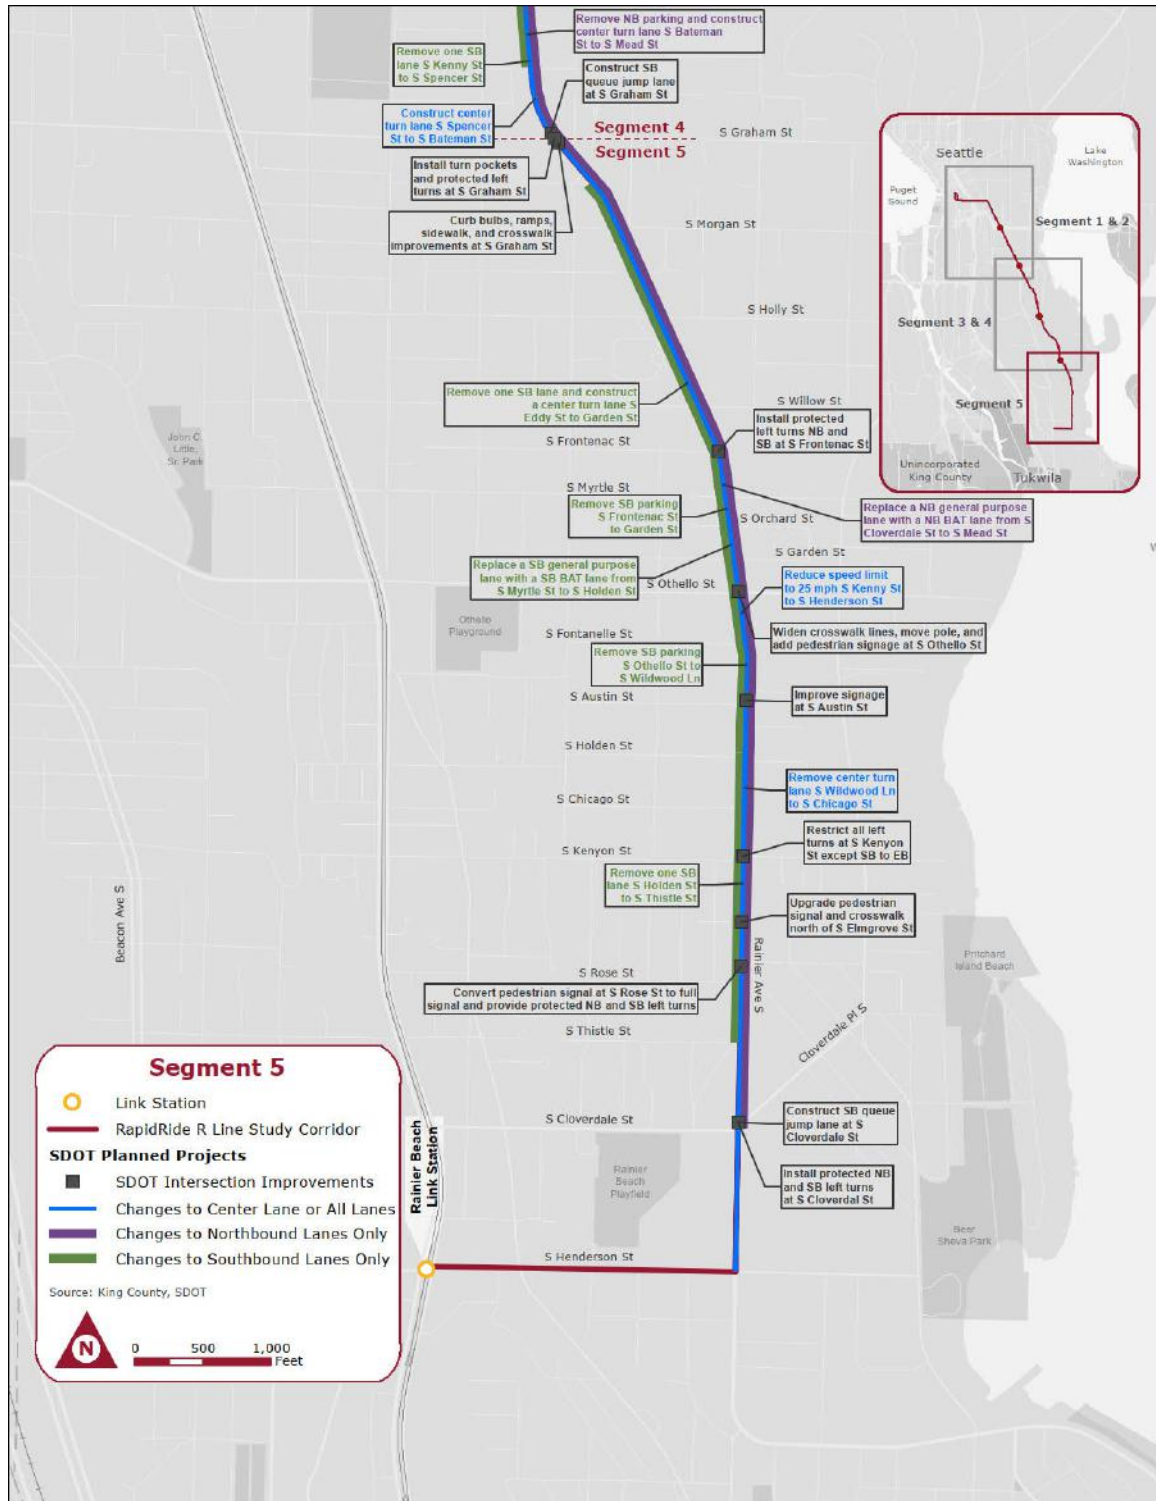 Remove NB parking and construct
center turn lane S Bateman
St to S Mead St
Remove one SB
lane S Kenny St
to S Spencer St
Construct SB
queue jump lane
at S Graham St
Construct center
turn lane S Spencer
St to S Bateman St
Segment 4
Segment 5
S Graham St
Install turn pockets
and protected left
turns at S Graham St
Curb bulbs, ramps,
sidewalk, and crosswalk
improvements at S Graham St
S Morgan St
S Holly St
Seattle
Lake
Washington
Puget
Sound
Segment 1 & 2
Segment 3 & 4
Segment 5
Unincorporated
King County
Tukwila
Remove one SB lane and construct
a center turn lane S
Eddy St to Garden St
S Willow St
Install protected
left turns NB and
SB at S Frontenac St
John C.
Little,
Sr. Park
S Frontenac St
S Myrtle St
Remove SB parking
S Frontenac St
to Garden St
S Orchard St
Replace a NB general purpose
lane with a NB BAT lane from S
Cloverdale St to S Mead St
S Garden St
Replace a SB general purpose
lane with a SB BAT lane from
S Myrtle St to S Holden St
S Othello St
Reduce speed limit
to 25 mph S Kenny St
to S Henderson St
Othello
Playground
S Fontanelle St
Widen crosswalk lines, move pole, and
add pedestrian signage at S Othello St
Remove SB parking
S Othello St to
S Wildwood Ln
S Austin St
Improve signage
at S Austin St
S Holden St
Remove center turn
lane S Wildwood Ln
to S Chicago St
S Chicago St
Restrict all left
turns at S Kenyon
St except SB to EB
S Kenyon St
Remove one SB
lane S Holden St
to S Thistle St
Upgrade pedestrian
signal and crosswalk
north of S Elmgrove St
Beacon Ave S
Rainier Ave S
Pritchard
Island Beach
S Rose St
Convert pedestrian signal at S Rose St to full
signal and provide protected NB and SB left turns
S Thistle St
Cloverdale Pl S
S Cloverdale St
Construct SB queue
jump lane at S
Cloverdale St
Install protected NB
and SB left turns
at S Cloverdal St
Rainier
Beach
Playfield
Beer
Sheva Park
S Henderson St
Rainier Beach
Link Station
Segment 5
Link Station
RapidRide R Line Study Corridor
SDOT Planned Projects
SDOT Intersection Improvements
Changes to Center Lane or All Lanes
Changes to Northbound Lanes Only
Changes to Southbound Lanes Only
Source: King County, SDOT
N
0 500 1,000
Feet